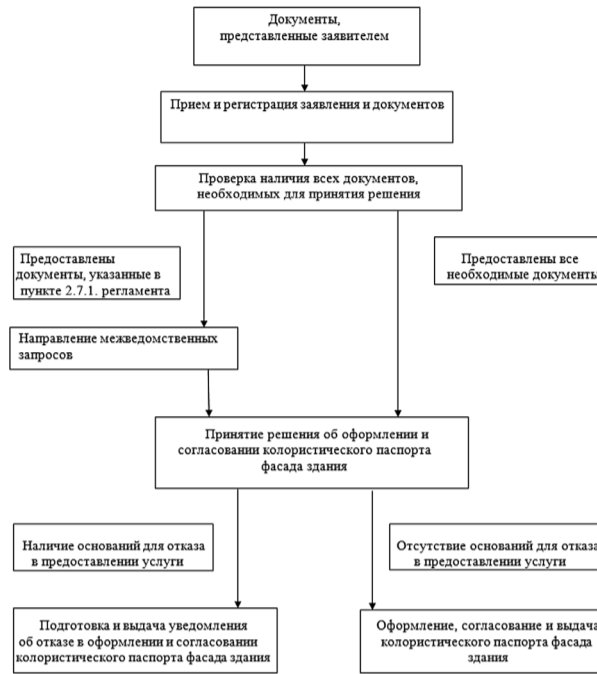 Документы,
представленные заявителем
Прием и регистрация заявления и документов
Проверка наличия всех документов,
необходимых для принятия решения
Предоставлены
документы, указанные в
пункте 2.7.1. регламента
Предоставлены все
необходимые документы
Направление межведомственных
запросов
Принятие решения об оформлении и
согласовании колористического паспорта
фасада здания
Наличие оснований для отказа
в предоставлении услуги
Отсутствие оснований для отказа
в предоставлении услуги
Подготовка и выдача уведомления
об отказе в оформлении и согласовании
колористического паспорта фасада здания
Оформление, согласование и выдача
колористического паспорта фасада
здания